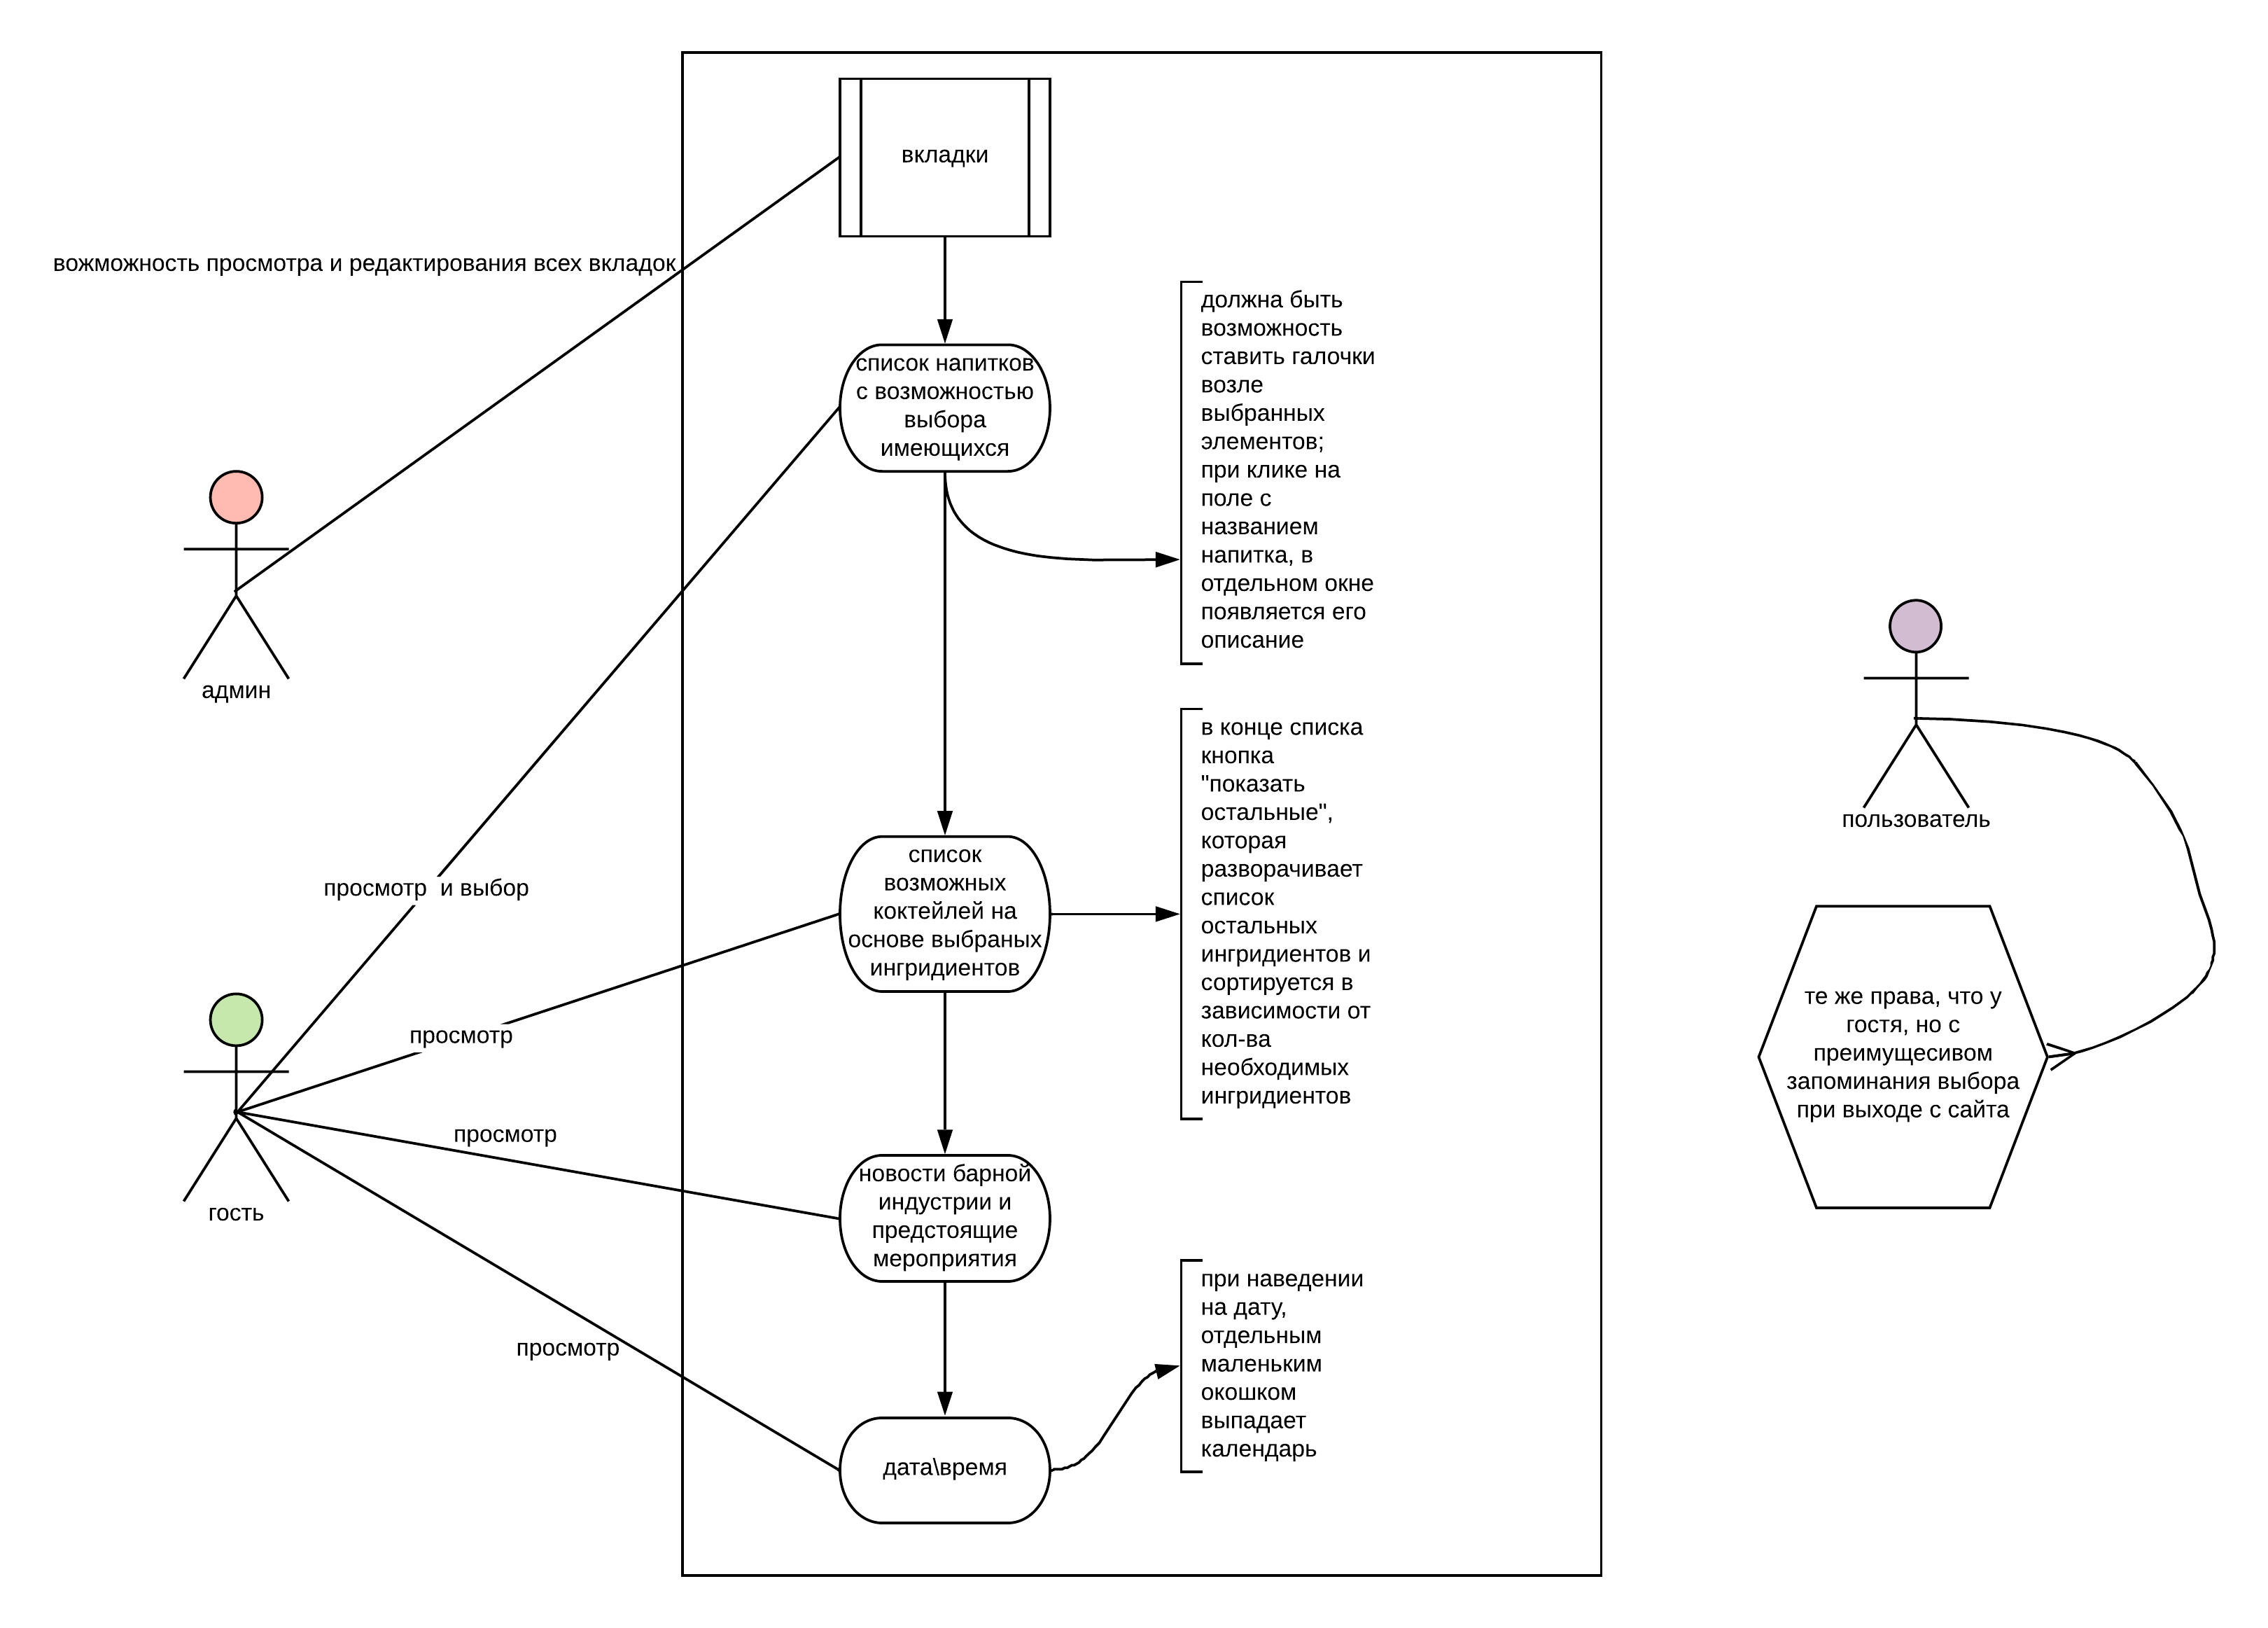 вкладки
вожможность просмотра и редактирования всех вкладок
список напитков
с возможностью
выбора
имеющихся
должна быть
возможность
ставить галочки
возле
выбранных
элементов;
при клике на
поле с
названием
напитка, в
отдельном окне
появляется его
описание
админ
пользователь
в конце списка
кнопка
"показать
остальные",
которая
разворачивает
список
остальных
ингридиентов и
сортируется в
зависимости от
кол-ва
необходимых
ингридиентов
просмотр  и выбор
список
возможных
коктейлей на
основе выбраных
ингридиентов
просмотр
те же права, что у
гостя, но с
преимущесивом
запоминания выбора
при выходе с сайта
просмотр
гость
новости барной
индустрии и
предстоящие
мероприятия
просмотр
при наведении
на дату,
отдельным
маленьким
окошком
выпадает
календарь
дата\время